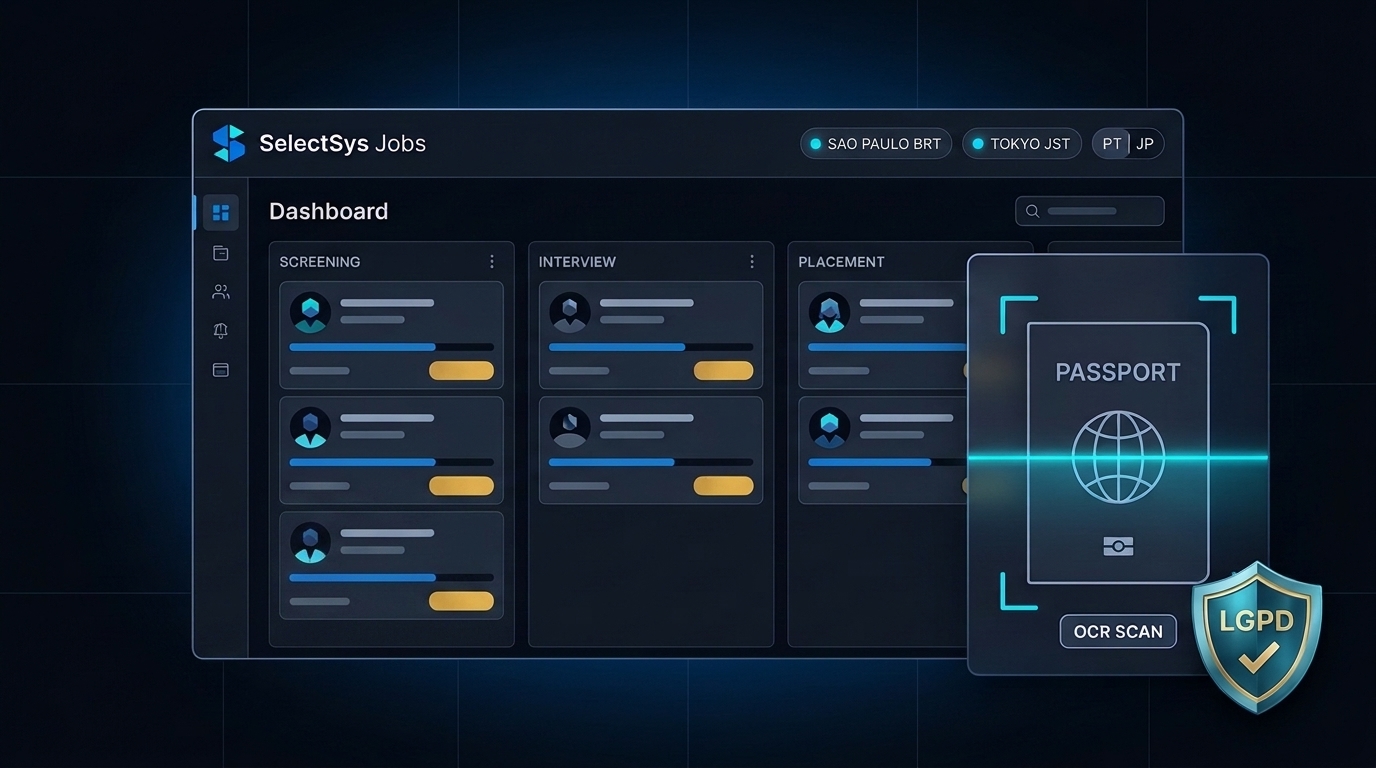 SelectSys Jobs
SAO PAULO BRT
TOKYO JST
PT | JP
Dashboard
SCREENING
INTERVIEW
PLACEMENT
PASSPORT
OCR SCAN
LGPD